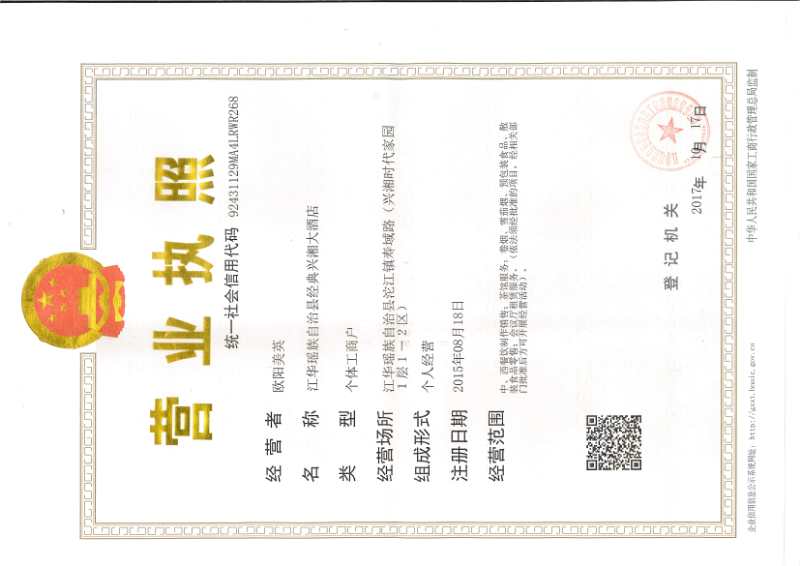 营业执照
统一社会信用代码 92431129MA4LRWR268
经营者 欧阳美英
名称 江华瑶族自治县经典兴湘大酒店
类型 个体工商户
经营场所 江华瑶族自治县沱江镇寿域路(兴湘时代家园
1层1-2区)
组成形式 个人经营
注册日期 2015年08月18日
经营范围 中、西餐饮制作销售;茶馆服务;卷烟、雪茄烟、预包装食品、散
装食品零售;会议厅租赁服务。(依法须经批准的项目,经相关部
门批准后方可开展经营活动)。
登记机关
2017年 10月 17日
企业信用信息公示系统网址:http://gsxt.hnaic.gov.cn
中华人民共和国国家工商行政管理总局监制